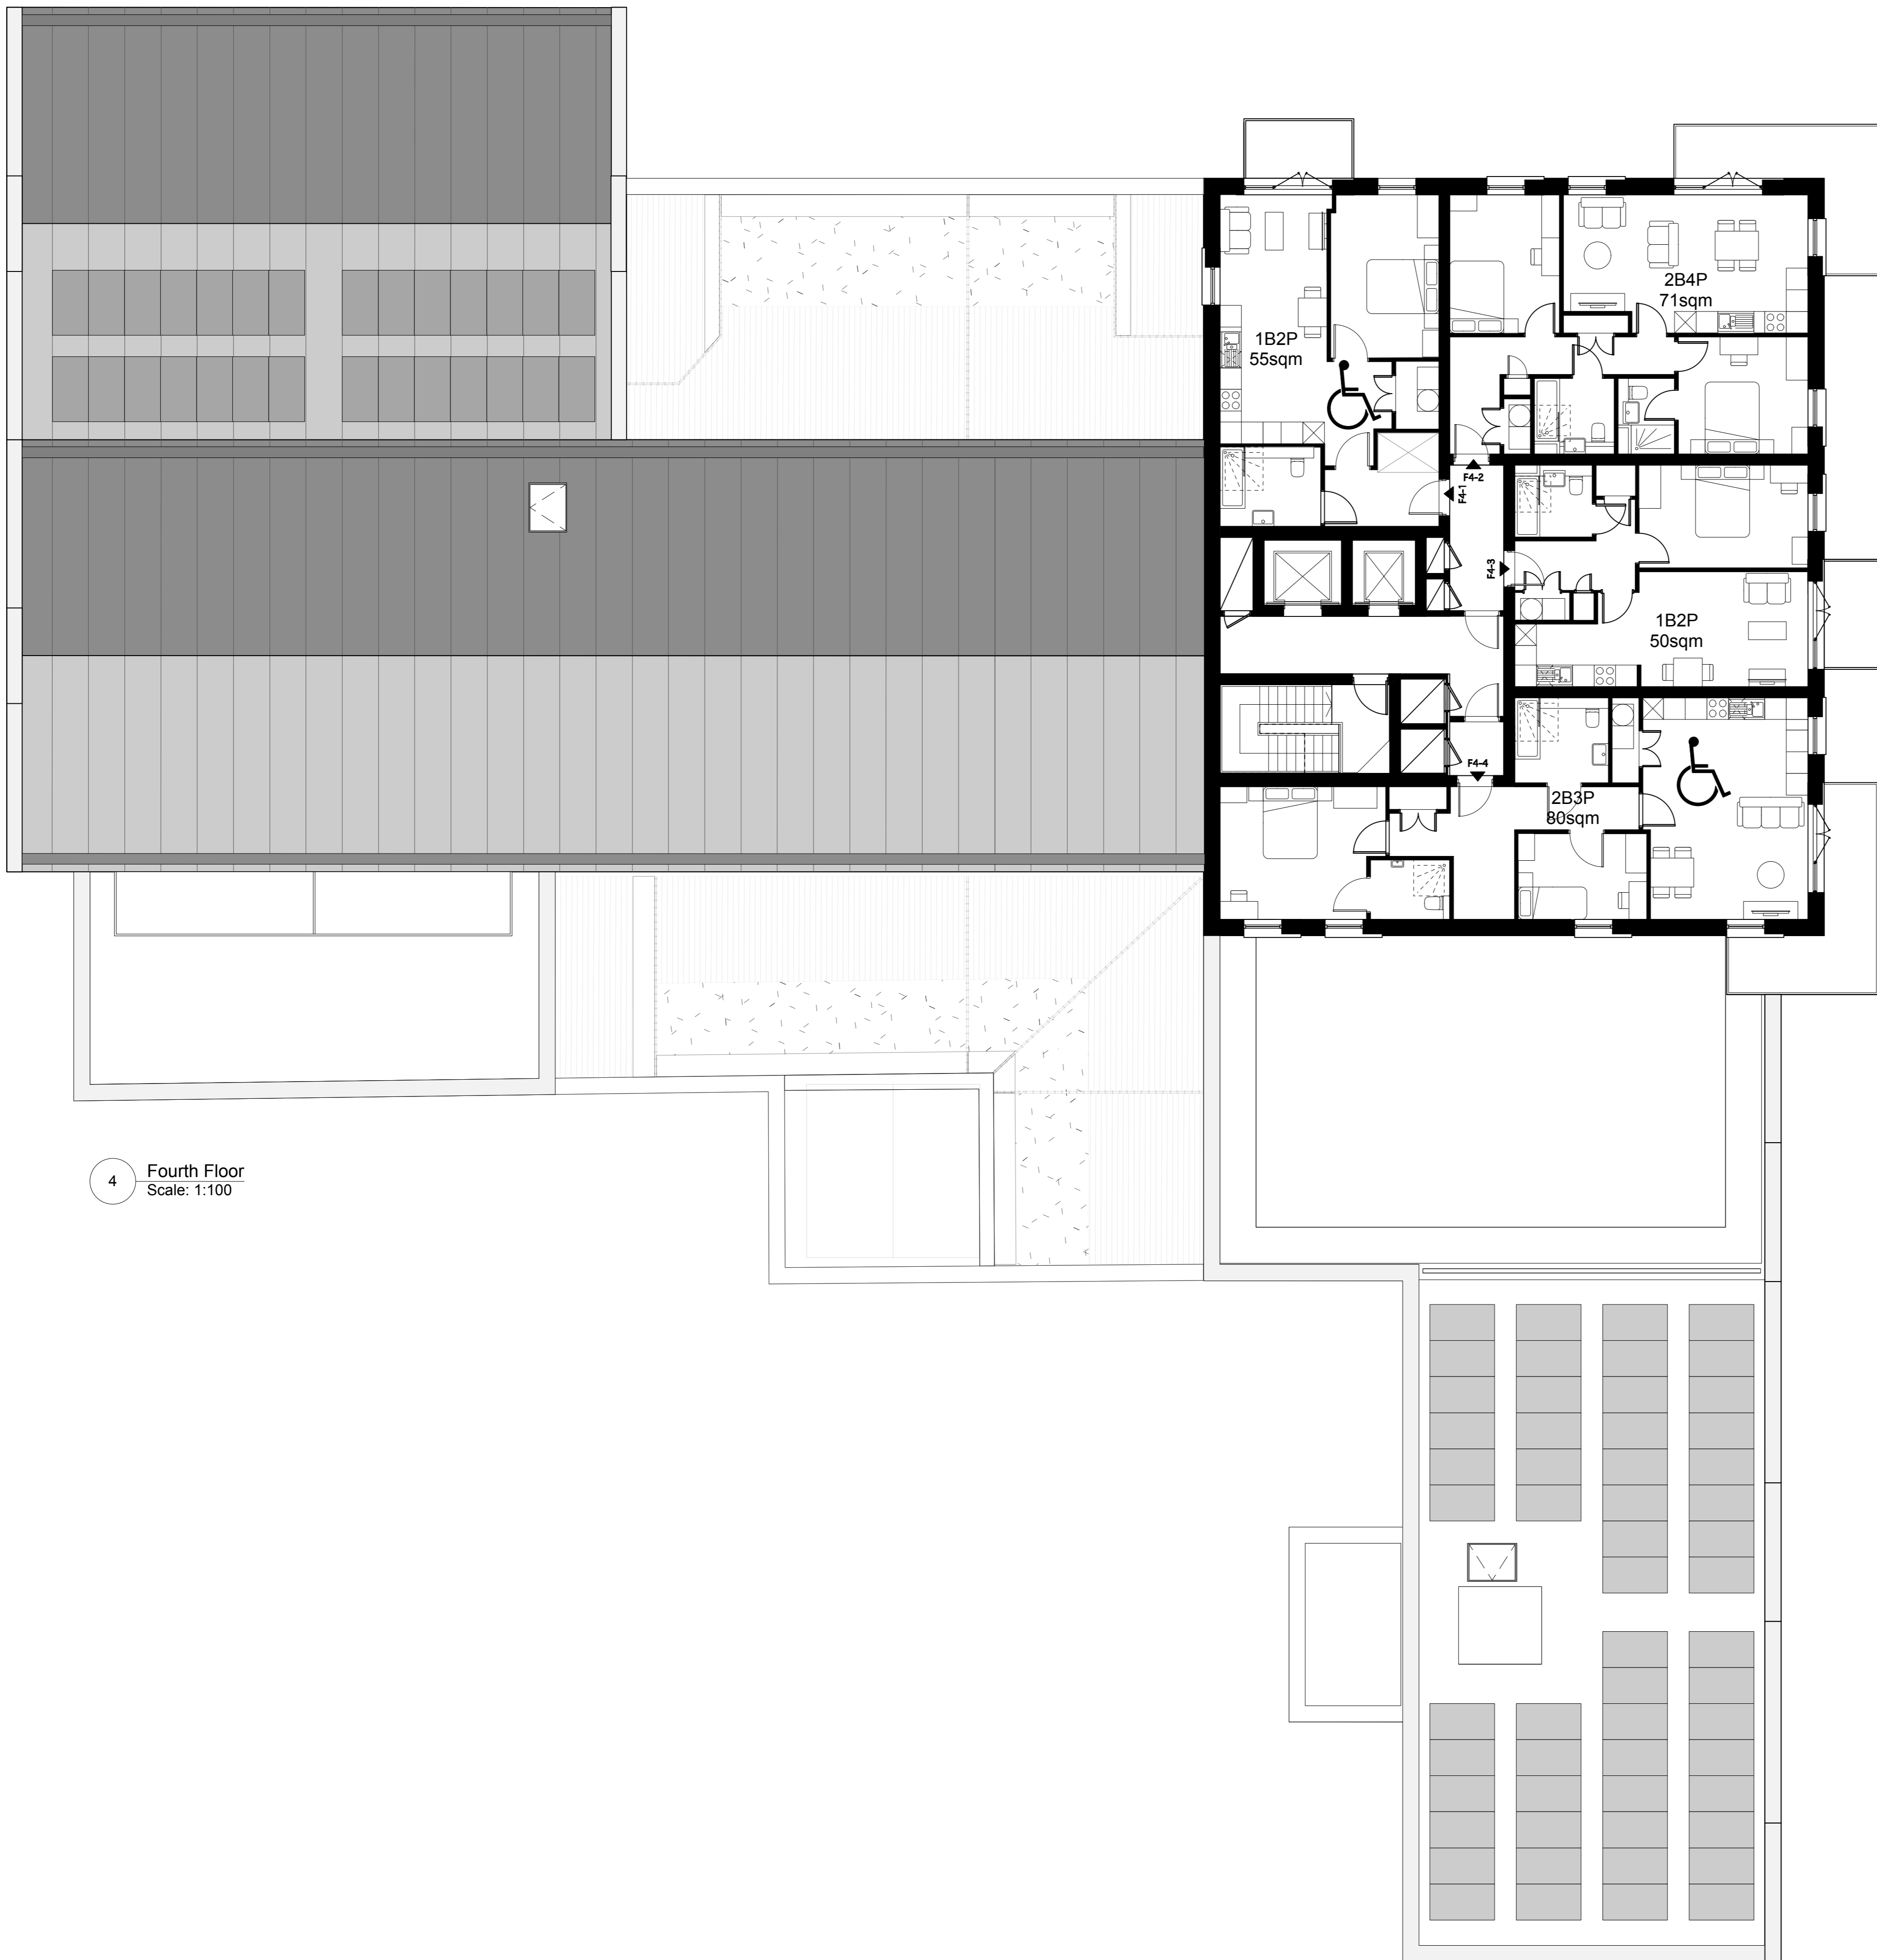 2B4P
71sqm
1B2P
55sqm
F4-2
F4-1
F4-3
1B2P
50sqm
F4-4
2B3P
80sqm
4
Fourth Floor
Scale: 1:100